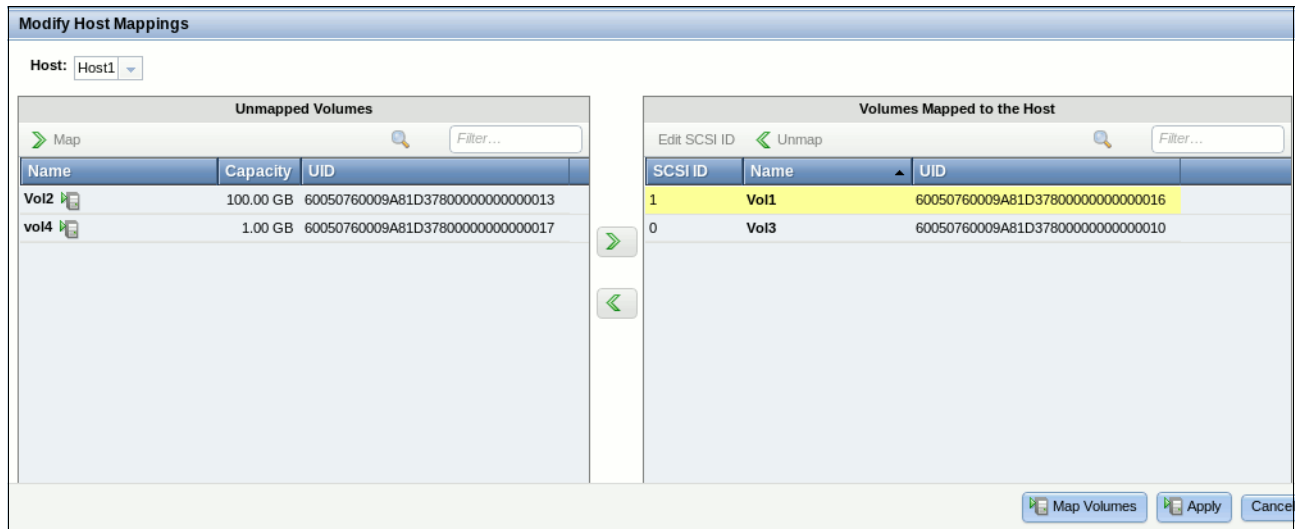 Modify Host Mappings
Host: Host1
Unmapped Volumes
Map Filter...
Name Capacity UID
Vol2 100.00 GB 60050760009A81D37800000000000013
vol4 1.00 GB 60050760009A81D37800000000000017
Volumes Mapped to the Host
Edit SCSI ID Unmap Filter...
SCSI ID Name UID
1 Vol1 60050760009A81D37800000000000016
0 Vol3 60050760009A81D37800000000000010
Map Volumes Apply Cancel